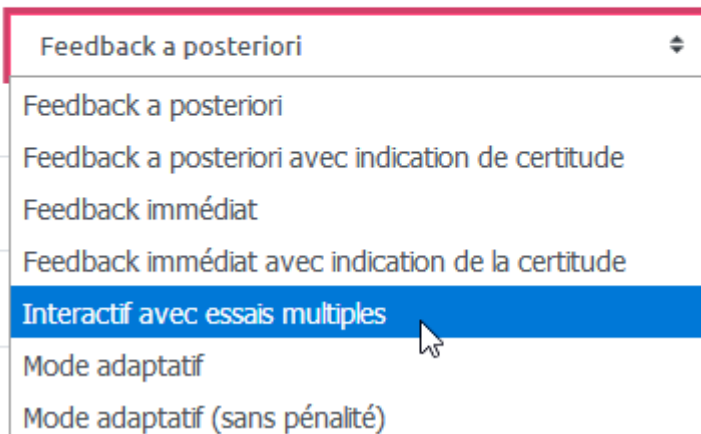 Feedback a posteriori
Feedback a posteriori
Feedback a posteriori avec indication de certitude
Feedback immédiat
Feedback immédiat avec indication de la certitude
Interactif avec essais multiples
Mode adaptatif
Mode adaptatif (sans pénalité)